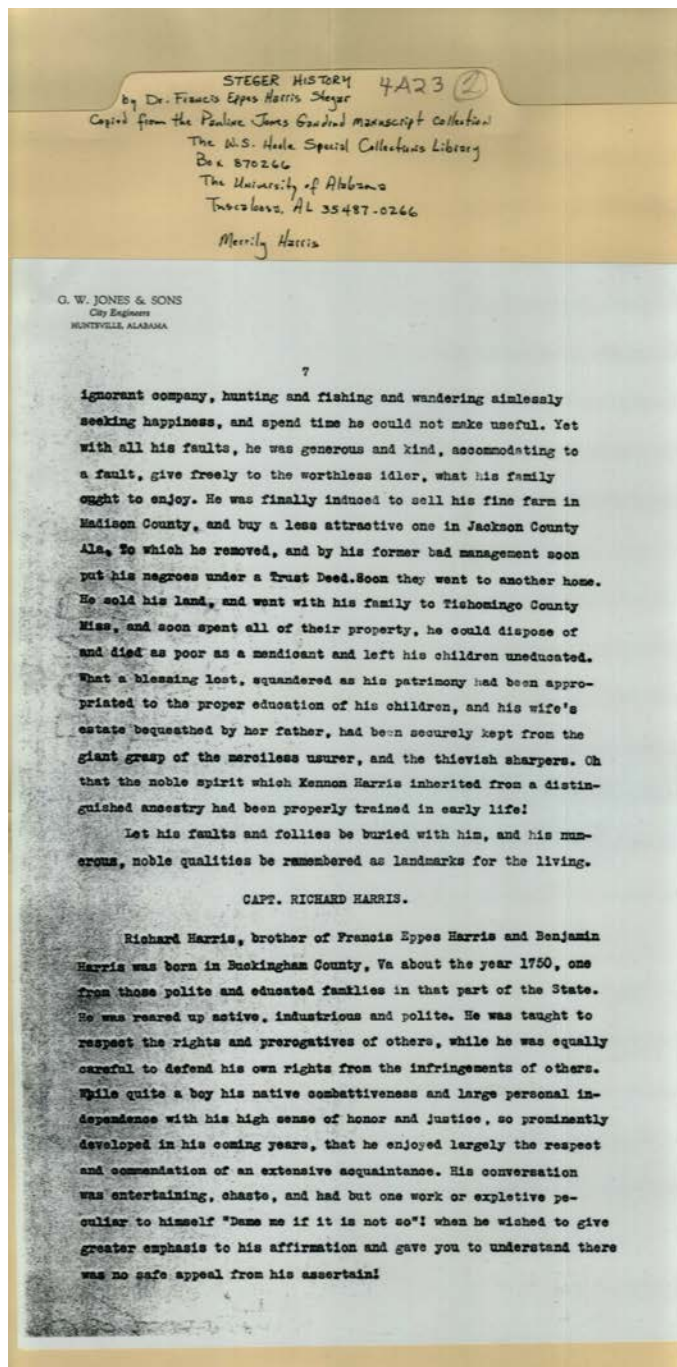 STEGER HISTORY 4A23 2
by Dr. Francis Eppes Harris Steger
Copied from the Pauline Jones Gandrud manuscript collection
The W.S. Hoole Special Collections Library
Box 870266
The University of Alabama
Tuscaloosa, AL 35487-0266
Merrily Harris
G. W. JONES & SONS
City Engineers
HUNTSVILLE, ALABAMA
7
ignorant company, hunting and fishing and wandering aimlessly
seeking happiness, and spend time he could not make useful. Yet
with all his faults, he was generous and kind, accommodating to
a fault, give freely to the worthless idler, what his family
ought to enjoy. He was finally induced to sell his fine farm in
Madison County, and buy a less attractive one in Jackson County
Ala, To which he removed, and by his former bad management soon
put his negroes under a Trust Deed.Soon they went to another home.
He sold his land, and went with his family to Tishomingo County
Miss, and soon spent all of their property, he could dispose of
and died as poor as a mendicant and left his children uneducated.
What a blessing lost, squandered as his patrimony had been appro-
priated to the proper education of his children, and his wife's
estate bequeathed by her father, had been securely kept from the
giant grasp of the merciless usurer, and the thievish sharpers. Oh
that the noble spirit which Kennon Harris inherited from a distin-
guished ancestry had been properly trained in early life!
Let his faults and follies be buried with him, and his num-
erous, noble qualities be remembered as landmarks for the living.
CAPT. RICHARD HARRIS.
Richard Harris, brother of Francis Eppes Harris and Benjamin
Harris was born in Buckingham County, Va about the year 1750, one
from those polite and educated families in that part of the State.
He was reared up active, industrious and polite. He was taught to
respect the rights and prerogatives of others, while he was equally
careful to defend his own rights from the infringements of others.
While quite a boy his native combattiveness and large personal in-
dependence with his high sense of honor and justice, so prominently
developed in his coming years, that he enjoyed largely the respect
and commendation of an extensive acquaintance. His conversation
was entertaining, chaste, and had but one work or expletive pe-
culiar to himself "Dame me if it is not so"! when he wished to give
greater emphasis to his affirmation and gave you to understand there
was no safe appeal from his assertain!